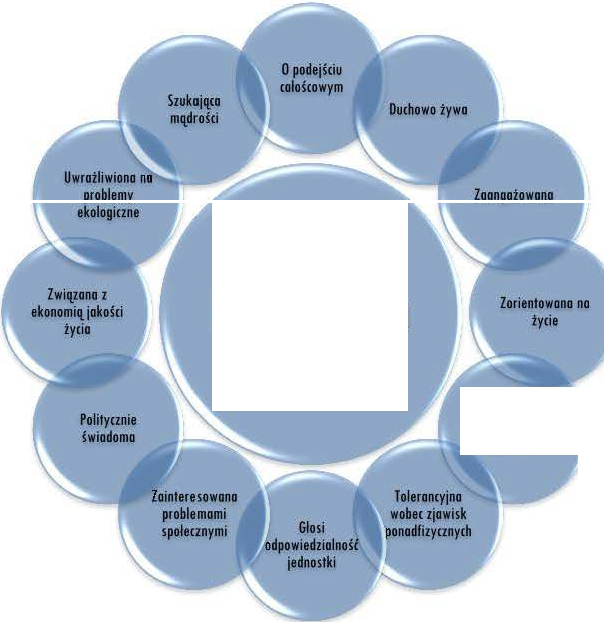 O podejściu
całoścowym
Duchowo żywa
Zaangażowana
Zorientowana na
życie
Tolerancyjna
wobec zjawisk
ponadfizycznych
Głosi
odpowiedzialność
jednostki
Zainteresowana
problemami
społecznymi
Politycznie
świadoma
Związana z
ekonomią jakości
życia
Uwrażliwiona na
problemy
ekologiczne
Szukająca
mądrości